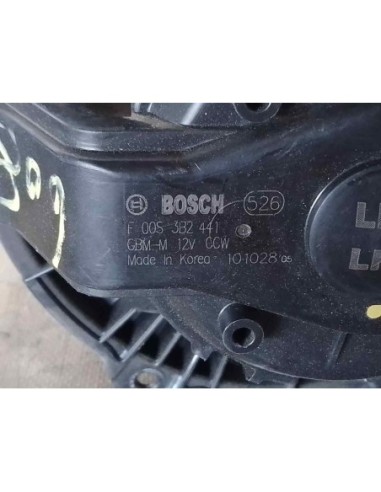 BOSCH 526
F 005 3B2 441
GBM-M 12v CCW
Made In Korea 101028 05